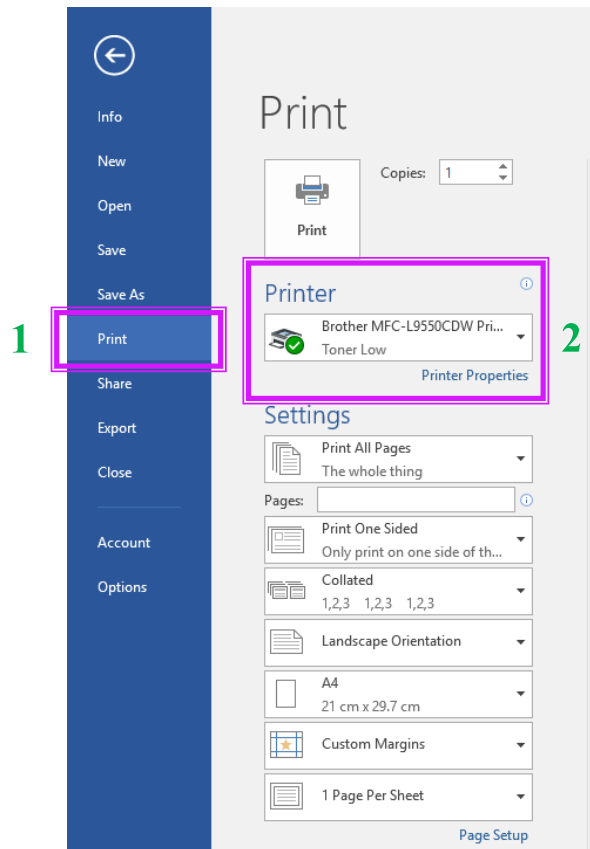 Info
New
Open
Save
Save As
1
Print
Share
Export
Close
Account
Options
Print
Print
Copies: 1
Printer
Brother MFC-L9550CDW Pri...
Toner Low
2
Printer Properties
Settings
Print All Pages
The whole thing
Pages:
Print One Sided
Only print on one side of th...
Collated
1,2,3 1,2,3 1,2,3
Landscape Orientation
A4
21 cm x 29.7 cm
Custom Margins
1 Page Per Sheet
Page Setup